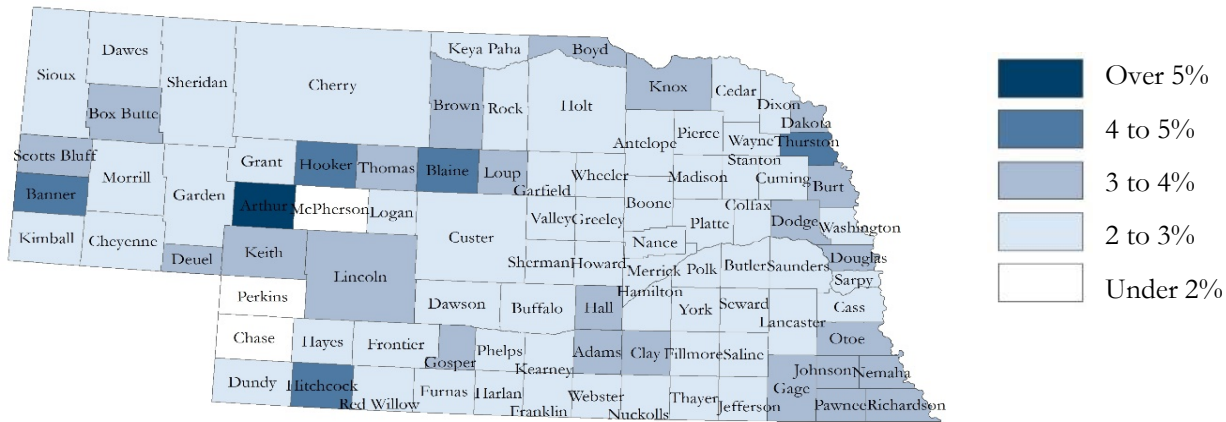 Keya Paha
Boyd
Dawes
Sioux
Sheridan
Cherry
Knox
Cedar
Brown
Rock
Holt
Dixon
Box Butte
Dakota
Antelope
Pierce
Wayne
Thurston
Scotts Bluff
Grant
Hooker
Thomas
Blaine
Loup
Garfield
Wheeler
Madison
Stanton
Cuming
Burt
Banner
Morrill
Garden
Arthur
McPherson
Logan
Custer
Valley
Greeley
Boone
Platte
Colfax
Dodge
Washington
Kimball
Cheyenne
Deuel
Keith
Lincoln
Nance
Sherman
Howard
Merrick
Polk
Butler
Saunders
Douglas
Sarpy
Perkins
Dawson
Buffalo
Hall
Hamilton
York
Seward
Lancaster
Cass
Chase
Hayes
Frontier
Gosper
Phelps
Kearney
Adams
Clay
Fillmore
Saline
Otoe
Dundy
Hitchcock
Red Willow
Furnas
Harlan
Franklin
Webster
Nuckolls
Thayer
Jefferson
Gage
Johnson
Nemaha
Pawnee
Richardson
Over 5%
4 to 5%
3 to 4%
2 to 3%
Under 2%